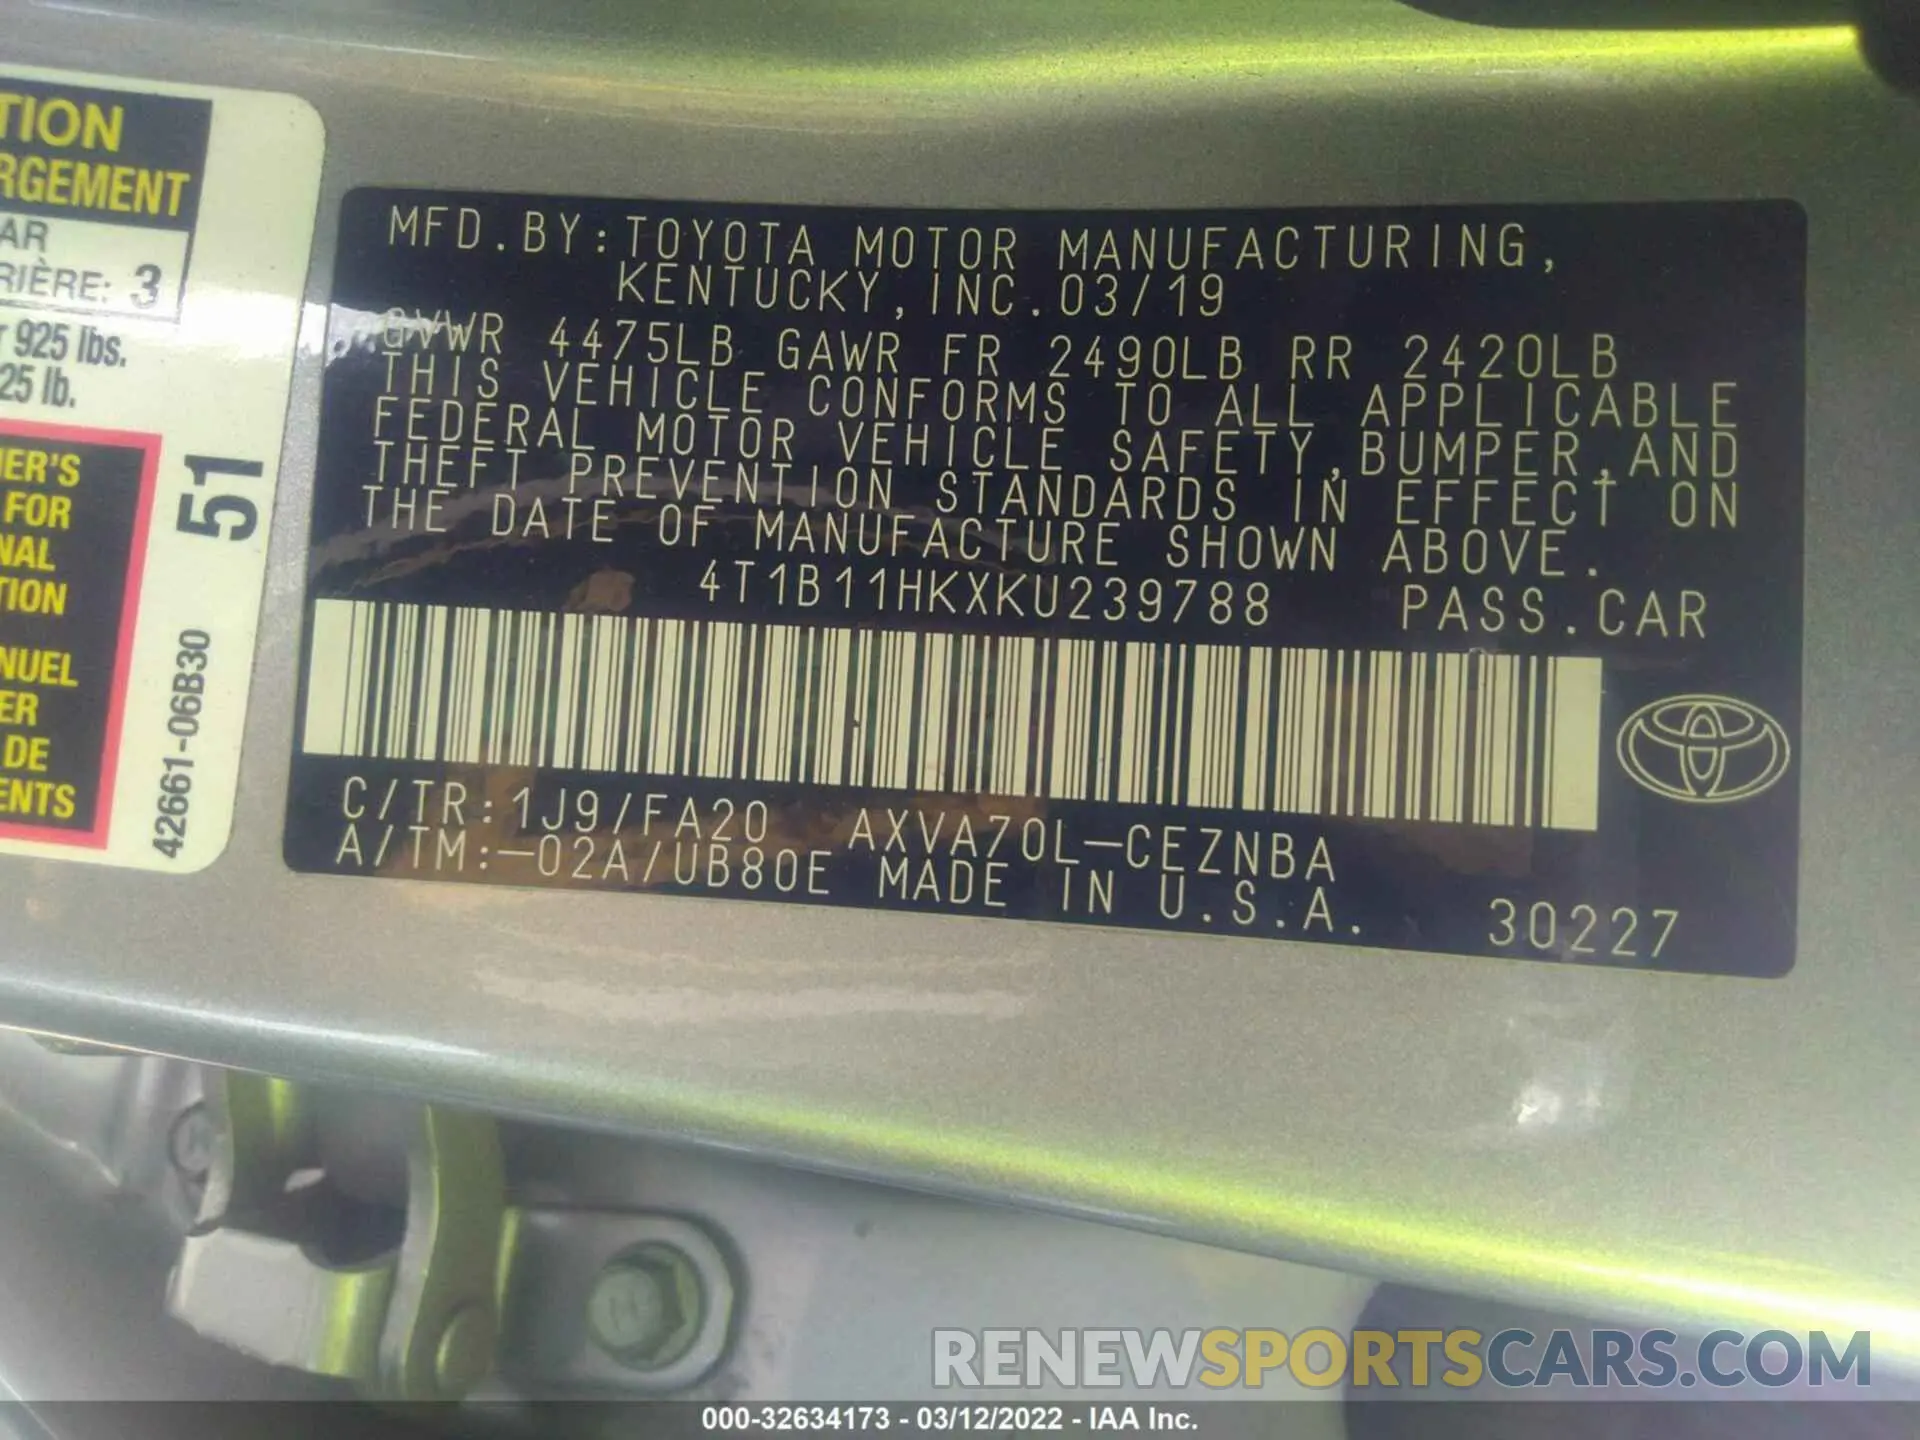 TION
RGEMENT
AR
RIÈRE: 3
r 925 lbs.
25 lb.
NER'S
FOR
NAL
TION
NUEL
ER
DE
ENTS
51
42661-06B30
MFD.BY:TOYOTA MOTOR MANUFACTURING,
KENTUCKY,INC.03/19
GVWR 4475LB GAWR FR 2490LB RR 2420LB
THIS VEHICLE CONFORMS TO ALL APPLICABLE
FEDERAL MOTOR VEHICLE SAFETY,BUMPER,AND
THEFT PREVENTION STANDARDS IN EFFECT ON
THE DATE OF MANUFACTURE SHOWN ABOVE.
4T1B11HKXKU239788 PASS.CAR
C/TR:1J9/FA20 AXVA70L-CEZNBA
A/TM:-02A/UB80E MADE IN U.S.A. 30227
RENEWSPORTSCARS.COM
000-32634173 - 03/12/2022 - IAA Inc.